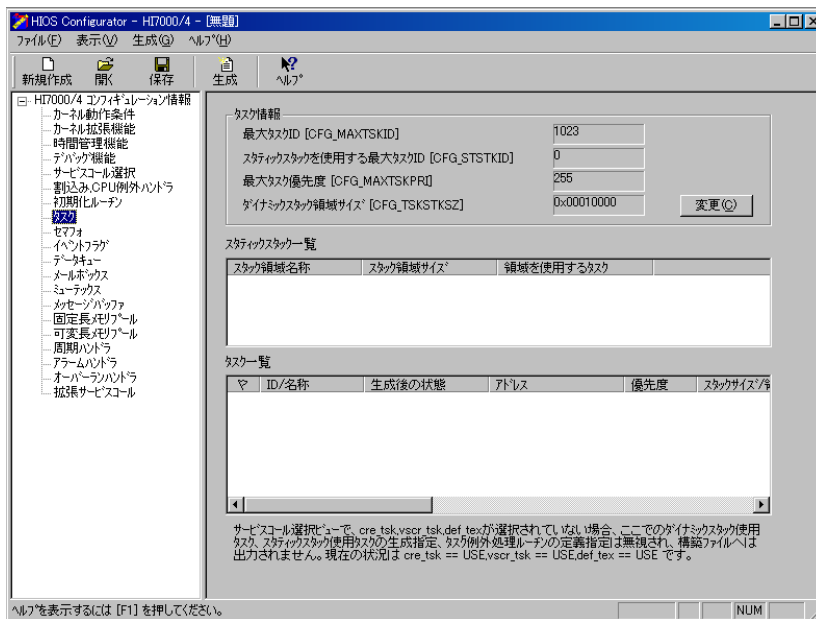 HIOS Configurator - HI7000/4 - [無題]
ファイル(F) 表示(V) 生成(G) ヘルプ(H)
新規作成 開く 保存 生成 ヘルプ
HI7000/4 コンフィギュレーション情報
カーネル動作条件
カーネル拡張機能
時間管理機能
デバッグ機能
サービスコール選択
割込み,CPU例外ハンドラ
初期化ルーチン
タスク
セマフォ
イベントフラグ
データキュー
メールボックス
ミューテックス
メッセージバッファ
固定長メモリプール
可変長メモリプール
周期ハンドラ
アラームハンドラ
オーバーランハンドラ
拡張サービスコール
タスク情報
最大タスクID [CFG_MAXTSKID] 1023
スタティックスタックを使用する最大タスクID [CFG_STSTKID] 0
最大タスク優先度 [CFG_MAXTSKPRI] 255
ダイナミックスタック領域サイズ [CFG_TSKSTKSZ] 0x00010000 変更(C)
スタティックスタック一覧
スタック領域名称 スタック領域サイズ 領域を使用するタスク
タスク一覧
ID/名称 生成後の状態 アドレス 優先度 スタックサイズ/
サービスコール選択ビューで、cre_tsk,vscr_tsk,def_texが選択されていない場合、ここでのダイナミックスタック使用
タスク、スタティックスタック使用タスクの生成指定、タスク例外処理ルーチンの定義指定は無視され、構築ファイルへは
出力されません。現在の状況は cre_tsk == USE,vscr_tsk == USE,def_tex == USE です。
ヘルプを表示するには [F1] を押してください。 NUM